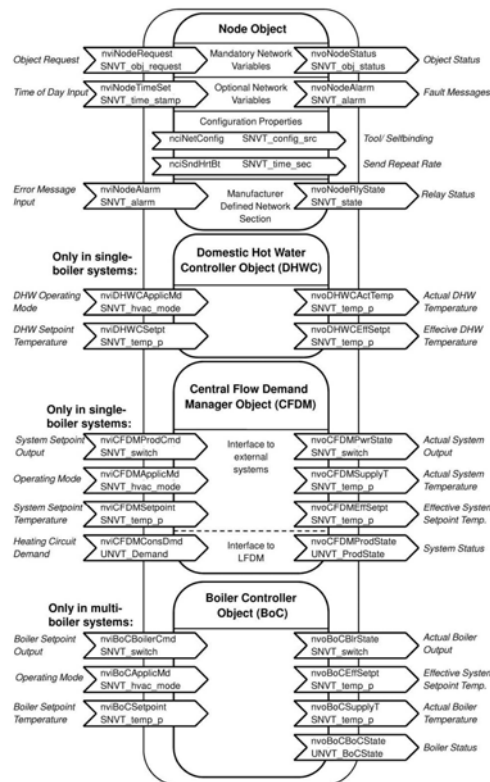 Node Object
Object Request
nviNodeRequest
SNVT_obj_request
Mandatory Network
Variables
nvoNodeStatus
SNVT_obj_status
Object Status
Time of Day Input
nviNodeTimeSet
SNVT_time_stamp
Optional Network
Variables
nvoNodeAlarm
SNVT_alarm
Fault Messages
Configuration Properties
nciNetConfig SNVT_config_src
Tool/ Selfbinding
nciSndHrtBt SNVT_time_sec
Send Repeat Rate
Error Message
Input
nviNodeAlarm
SNVT_alarm
Manufacturer
Defined Network
Section
nvoNodeRlyState
SNVT_state
Relay Status
Only in single-
boiler systems:
Domestic Hot Water
Controller Object (DHWC)
DHW Operating
Mode
nviDHWCApplicMd
SNVT_hvac_mode
nvoDHWCActTemp
SNVT_temp_p
Actual DHW
Temperature
DHW Setpoint
Temperature
nviDHWCSetpt
SNVT_temp_p
nvoDHWCEffSetpt
SNVT_temp_p
Effecive DHW
Temperature
Central Flow Demand
Manager Object (CFDM)
Only in single-
boiler systems:
System Setpoint
Output
nviCFDMProdCmd
SNVT_switch
Interface to
external
systems
nvoCFDMPwrState
SNVT_switch
Actual System
Output
Operating Mode
nviCFDMApplicMd
SNVT_hvac_mode
nvoCFDMSupplyT
SNVT_temp_p
Actual System
Temperature
System Setpoint
Temperature
nviCFDMSetpoint
SNVT_temp_p
nvoCFDMEffSetpt
SNVT_temp_p
Effective System
Setpoint Temp.
Heating Circuit
Demand
nviCFDMConsDmd
UNVT_Demand
Interface to
LFDM
nvoCFDMProdState
UNVT_ProdState
System Status
Only in multi-
boiler systems:
Boiler Controller
Object (BoC)
Boiler Setpoint
Output
nviBoCBoilerCmd
SNVT_switch
nvoBoCBlrState
SNVT_switch
Actual Boiler
Output
Operating Mode
nviBoCApplicMd
SNVT_hvac_mode
nvoBoCEffSetpt
SNVT_temp_p
Effective System
Setpoint Temp.
Boiler Setpoint
Temperature
nviBoCSetpoint
SNVT_temp_p
nvoBoCSupplyT
SNVT_temp_p
Actual Boiler
Temperature
nvoBoCBoCState
UNVT_BoCState
Boiler Status